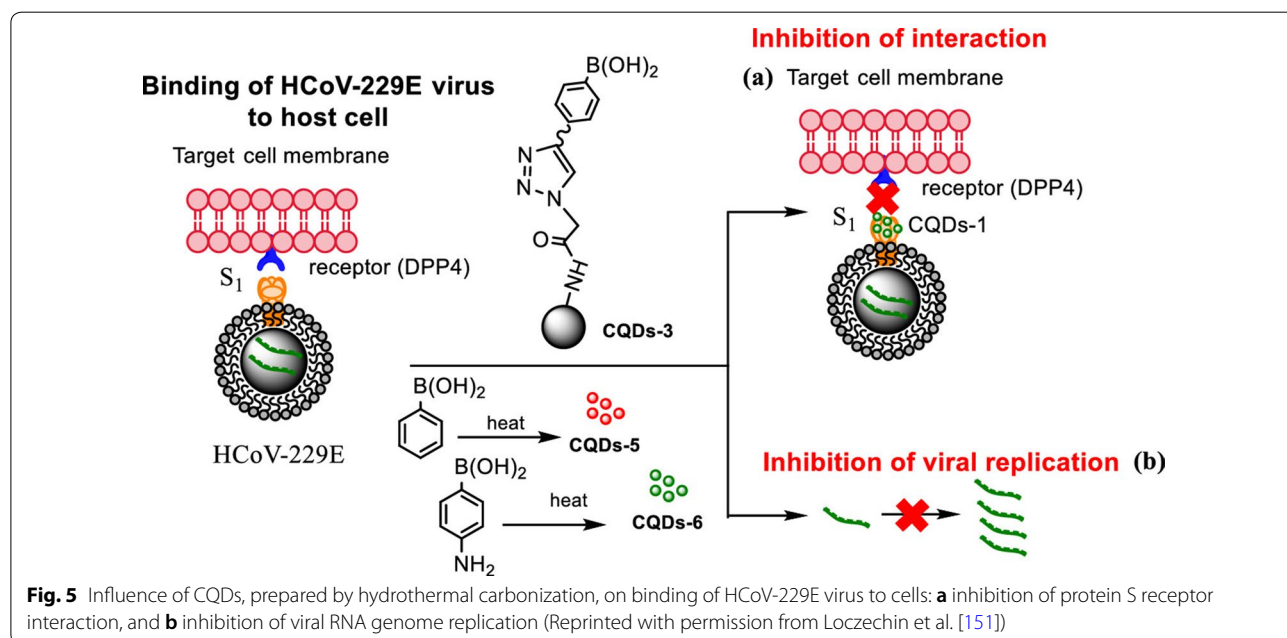 Inhibition of interaction
B(OH)2
(a) Target cell membrane
Binding of HCoV-229E virus
to host cell
Target cell membrane
N
N
N
O
NH
CQDs-3
receptor (DPP4)
S1
CQDs-1
receptor (DPP4)
S1
HCoV-229E
B(OH)2
heat
CQDs-5
B(OH)2
heat
CQDs-6
NH2
Inhibition of viral replication (b)
Fig. 5 Influence of CQDs, prepared by hydrothermal carbonization, on binding of HCoV-229E virus to cells: a inhibition of protein S receptor
interaction, and b inhibition of viral RNA genome replication (Reprinted with permission from Loczechin et al. [151])